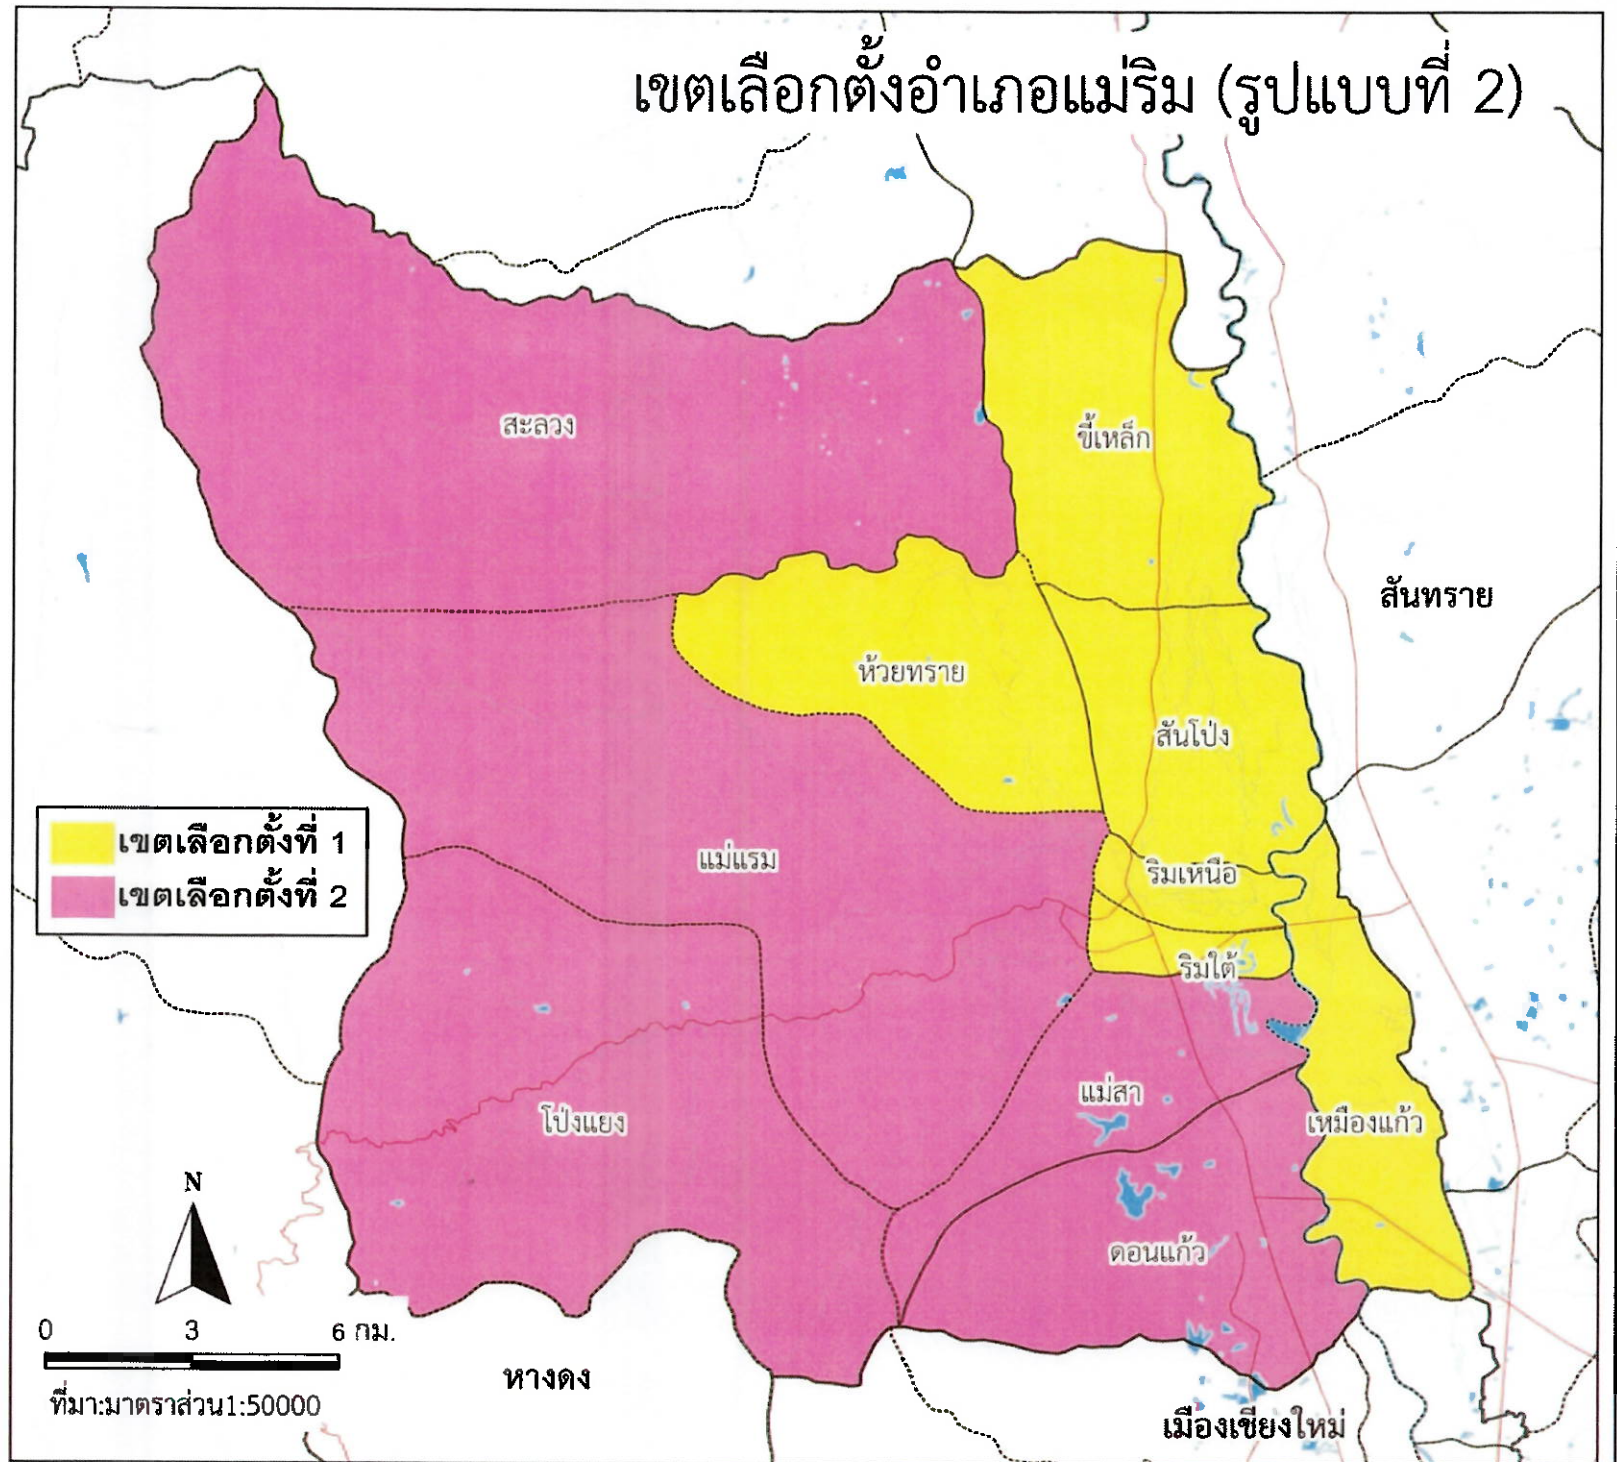 เขตเลือกตั้งอำเภอแม่ริม (รูปแบบที่ 2)
สะลวง
ขี้เหล็ก
สันทราย
ห้วยทราย
สันโป่ง
เขตเลือกตั้งที่ 1
เขตเลือกตั้งที่ 2
แม่แรม
ริมเหนือ
ริมใต้
แม่สา
โป่งแยง
เหมืองแก้ว
ดอนแก้ว
N
0 3 6 กม.
ที่มา:มาตราส่วน1:50000
หางดง
เมืองเชียงใหม่